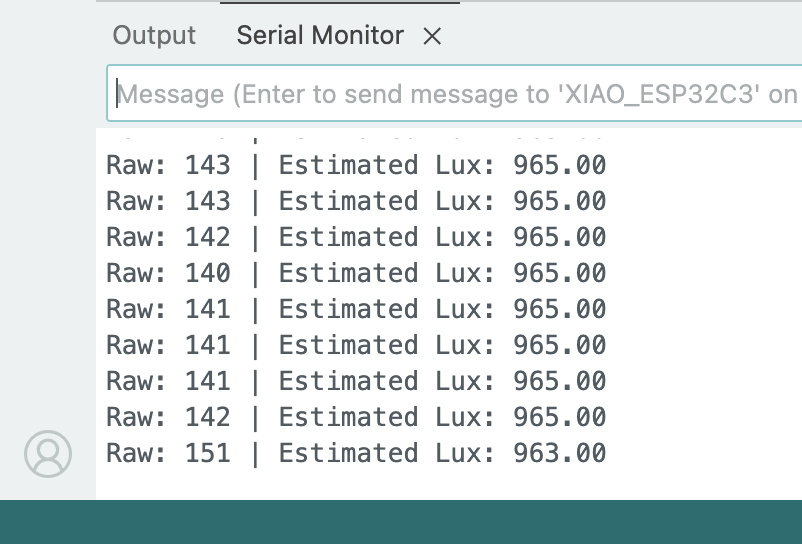 Output Serial Monitor
Message (Enter to send message to 'XIAO_ESP32C3' on
Raw: 143 | Estimated Lux: 965.00
Raw: 143 | Estimated Lux: 965.00
Raw: 142 | Estimated Lux: 965.00
Raw: 140 | Estimated Lux: 965.00
Raw: 141 | Estimated Lux: 965.00
Raw: 141 | Estimated Lux: 965.00
Raw: 141 | Estimated Lux: 965.00
Raw: 142 | Estimated Lux: 965.00
Raw: 151 | Estimated Lux: 963.00